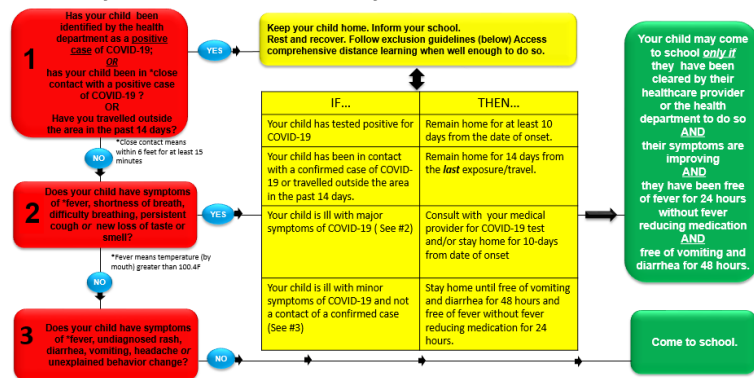 1
Has your child been
identified by the health
department as a positive
case of COVID-19;
OR
has your child been in *close
contact with a positive case
of COVID-19 ?
OR
Have you travelled outside
the area in the past 14 days?
YES
Keep your child home. Inform your school.
Rest and recover. Follow exclusion guidelines (below) Access
comprehensive distance learning when well enough to do so.
*Close contact means
within 6 feet for at least 15
minutes
NO
2
Does your child have symptoms
of *fever, shortness of breath,
difficulty breathing, persistent
cough or new loss of taste or
smell?
YES
*Fever means temperature (by
mouth) greater than 100.4F
NO
3
Does your child have symptoms
of *fever, undiagnosed rash,
diarrhea, vomiting, headache or
unexplained behavior change?
NO
IF…
THEN…
Your child has tested positive for
COVID-19
Remain home for at least 10
days from the date of onset.
Your child has been in contact
with a confirmed case of COVID-
19 or travelled outside the area
in the past 14 days.
Remain home for 14 days from
the last exposure/travel.
Your child is Ill with major
symptoms of COVID-19 ( See #2)
Consult with your medical
provider for COVID-19 test
and/or stay home for 10-days
from date of onset
Your child is ill with minor
symptoms of COVID-19 and not
a contact of a confirmed case
(See #3)
Stay home until free of vomiting
and diarrhea for 48 hours and
free of fever without fever
reducing medication for 24
hours.
Your child may come
to school only if
they have been
cleared by their
healthcare provider
or the health
department to do so
AND
their symptoms are
improving
AND
they have been free
of fever for 24 hours
without fever
reducing medication
AND
free of vomiting and
diarrhea for 48 hours.
Come to school.